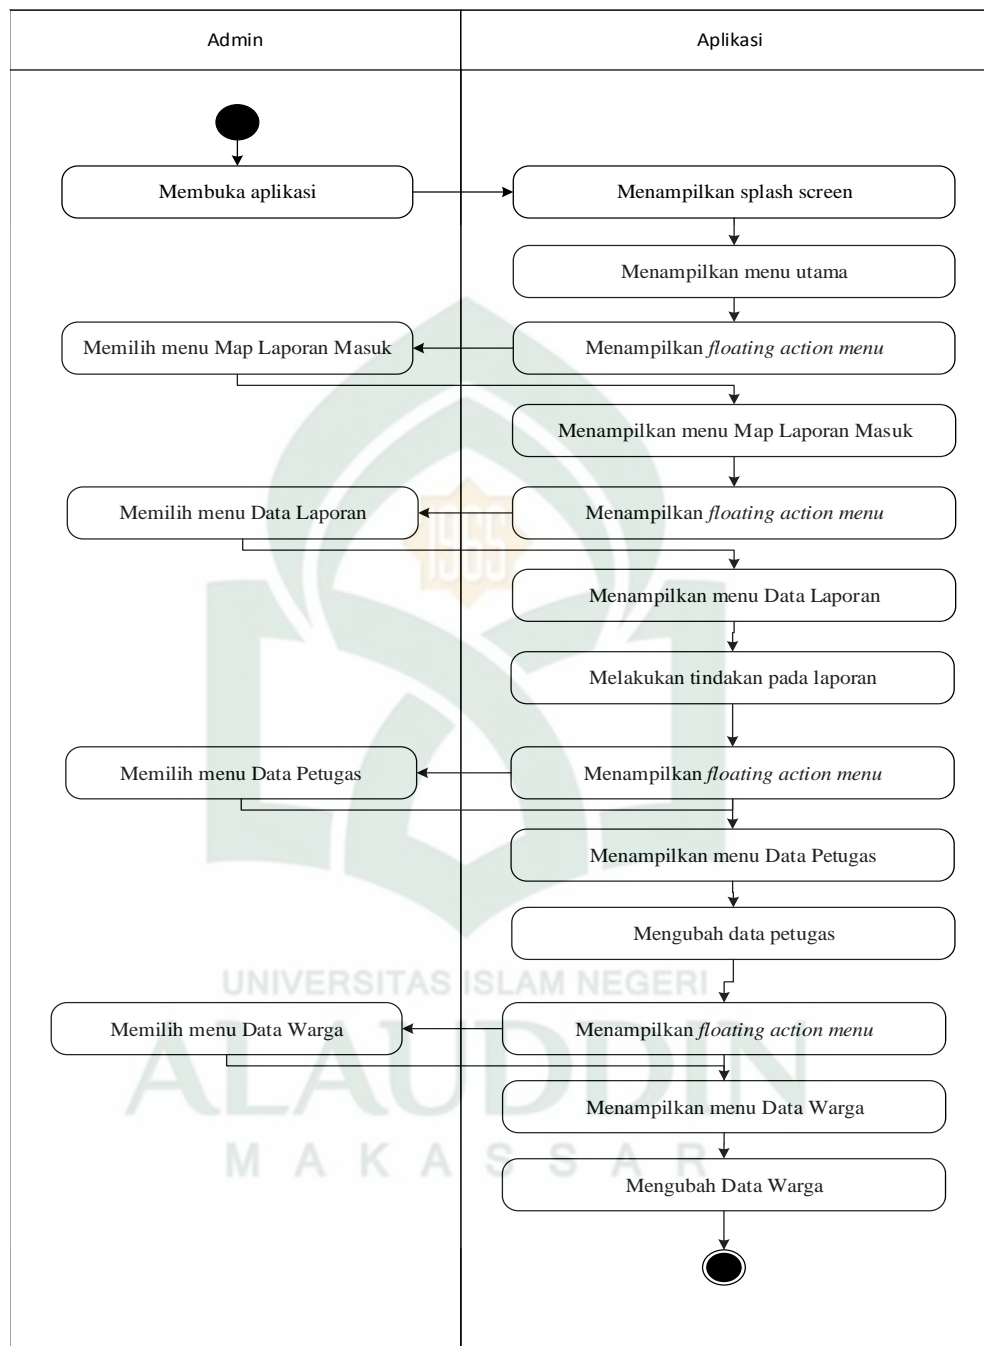 Admin
Aplikasi
Membuka aplikasi
Menampilkan splash screen
Menampilkan menu utama
Memilih menu Map Laporan Masuk
Menampilkan floating action menu
Menampilkan menu Map Laporan Masuk
Memilih menu Data Laporan
Menampilkan floating action menu
1965
Menampilkan menu Data Laporan
Melakukan tindakan pada laporan
Memilih menu Data Petugas
Menampilkan floating action menu
Menampilkan menu Data Petugas
Mengubah data petugas
UNIVERSITAS ISLAM NEGERI
Memilih menu Data Warga
Menampilkan floating action menu
ALAUDDIN
Menampilkan menu Data Warga
MAKASSAR
Mengubah Data Warga